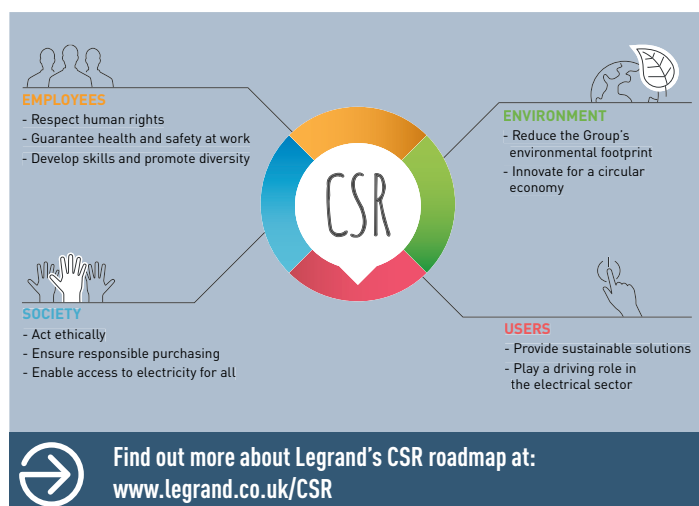 EMPLOYEES
- Respect human rights
- Guarantee health and safety at work
- Develop skills and promote diversity
ENVIRONMENT
- Reduce the Group's
environmental footprint
- Innovate for a circular
economy
CSR
SOCIETY
- Act ethically
- Ensure responsible purchasing
- Enable access to electricity for all
USERS
- Provide sustainable solutions
- Play a driving role in
the electrical sector
Find out more about Legrand's CSR roadmap at:
www.legrand.co.uk/CSR